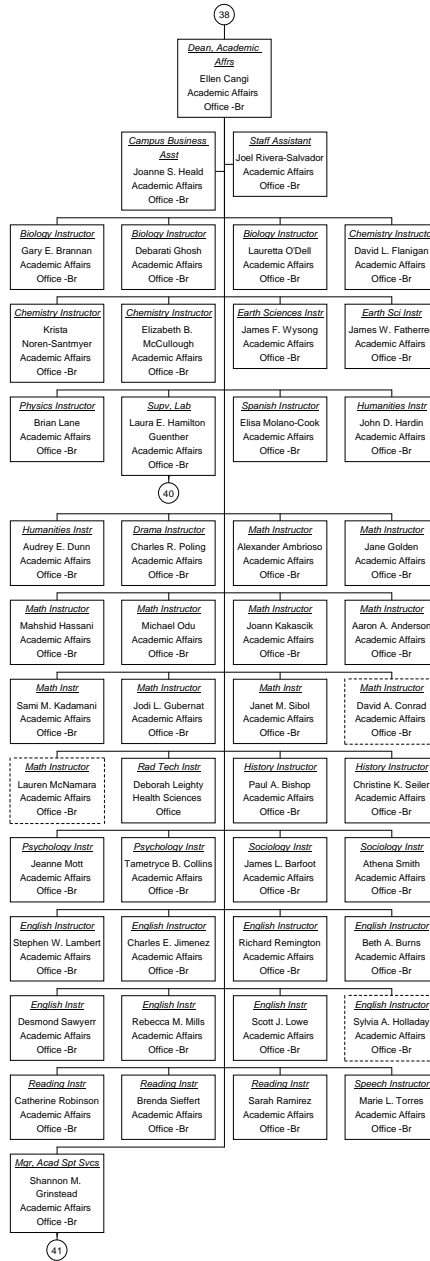 38
Dean, Academic
Affrs
Ellen Cangi
Academic Affairs
Office -Br
Campus Business
Asst
Joanne S. Heald
Academic Affairs
Office -Br
Staff Assistant
Joel Rivera-Salvador
Academic Affairs
Office -Br
Biology Instructor
Gary E. Brannan
Academic Affairs
Office -Br
Biology Instructor
Debarati Ghosh
Academic Affairs
Office -Br
Biology Instructor
Lauretta O'Dell
Academic Affairs
Office -Br
Chemistry Instructo
David L. Flanigan
Academic Affairs
Office -Br
Chemistry Instructor
Krista
Noren-Santmyer
Academic Affairs
Office -Br
Chemistry Instructor
Elizabeth B.
McCullough
Academic Affairs
Office -Br
Earth Sciences Instr
James F. Wysong
Academic Affairs
Office -Br
Earth Sci Instr
James W. Fatherree
Academic Affairs
Office -Br
Physics Instructor
Brian Lane
Academic Affairs
Office -Br
Supv, Lab
Laura E. Hamilton
Guenther
Academic Affairs
Office -Br
40
Spanish Instructor
Elisa Molano-Cook
Academic Affairs
Office -Br
Humanities Instr
John D. Hardin
Academic Affairs
Office -Br
Humanities Instr
Audrey E. Dunn
Academic Affairs
Office -Br
Drama Instructor
Charles R. Poling
Academic Affairs
Office -Br
Math Instructor
Alexander Ambrioso
Academic Affairs
Office -Br
Math Instructor
Jane Golden
Academic Affairs
Office -Br
Math Instructor
Mahshid Hassani
Academic Affairs
Office -Br
Math Instructor
Michael Odu
Academic Affairs
Office -Br
Math Instructor
Joann Kakascik
Academic Affairs
Office -Br
Math Instructor
Aaron A. Anderson
Academic Affairs
Office -Br
Math Instr
Sami M. Kadamani
Academic Affairs
Office -Br
Math Instructor
Jodi L. Gubernat
Academic Affairs
Office -Br
Math Instr
Janet M. Sibol
Academic Affairs
Office -Br
Math Instructor
David A. Conrad
Academic Affairs
Office -Br
Math Instructor
Lauren McNamara
Academic Affairs
Office -Br
Rad Tech Instr
Deborah Leighty
Health Sciences
Office
History Instructor
Paul A. Bishop
Academic Affairs
Office -Br
History Instructor
Christine K. Seiler
Academic Affairs
Office -Br
Psychology Instr
Jeanne Mott
Academic Affairs
Office -Br
Psychology Instr
Tametryce B. Collins
Academic Affairs
Office -Br
Sociology Instr
James L. Barfoot
Academic Affairs
Office -Br
Sociology Instr
Athena Smith
Academic Affairs
Office -Br
English Instructor
Stephen W. Lambert
Academic Affairs
Office -Br
English Instructor
Charles E. Jimenez
Academic Affairs
Office -Br
English Instructor
Richard Remington
Academic Affairs
Office -Br
English Instructor
Beth A. Burns
Academic Affairs
Office -Br
English Instr
Desmond Sawyerr
Academic Affairs
Office -Br
English Instr
Rebecca M. Mills
Academic Affairs
Office -Br
English Instr
Scott J. Lowe
Academic Affairs
Office -Br
English Instructor
Sylvia A. Holladay
Academic Affairs
Office -Br
Reading Instr
Catherine Robinson
Academic Affairs
Office -Br
Reading Instr
Brenda Sieffert
Academic Affairs
Office -Br
Reading Instr
Sarah Ramirez
Academic Affairs
Office -Br
Speech Instructor
Marie L. Torres
Academic Affairs
Office -Br
Mgr, Acad Spt Svcs
Shannon M.
Grinstead
Academic Affairs
Office -Br
41